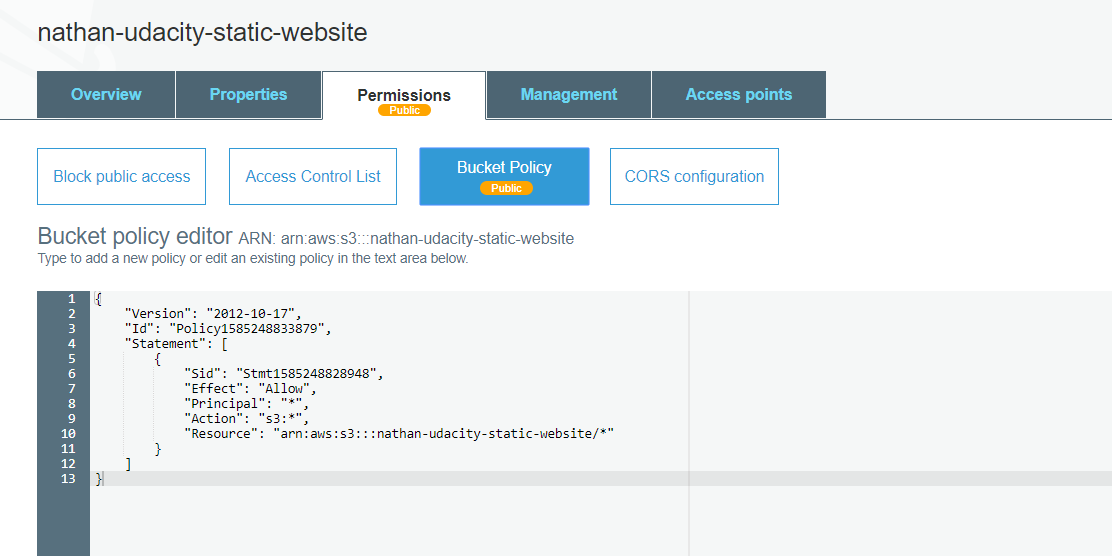 nathan-udacity-static-website
Overview
Properties
Permissions
Public
Management
Access points
Block public access
Access Control List
Bucket Policy
Public
CORS configuration
Bucket policy editor ARN: arn:aws:s3:::nathan-udacity-static-website
Type to add a new policy or edit an existing policy in the text area below.
1 {
2     "Version": "2012-10-17",
3     "Id": "Policy1585248833879",
4     "Statement": [
5         {
6             "Sid": "Stmt1585248828948",
7             "Effect": "Allow",
8             "Principal": "*",
9             "Action": "s3:*",
10             "Resource": "arn:aws:s3:::nathan-udacity-static-website/*"
11         }
12     ]
13 }